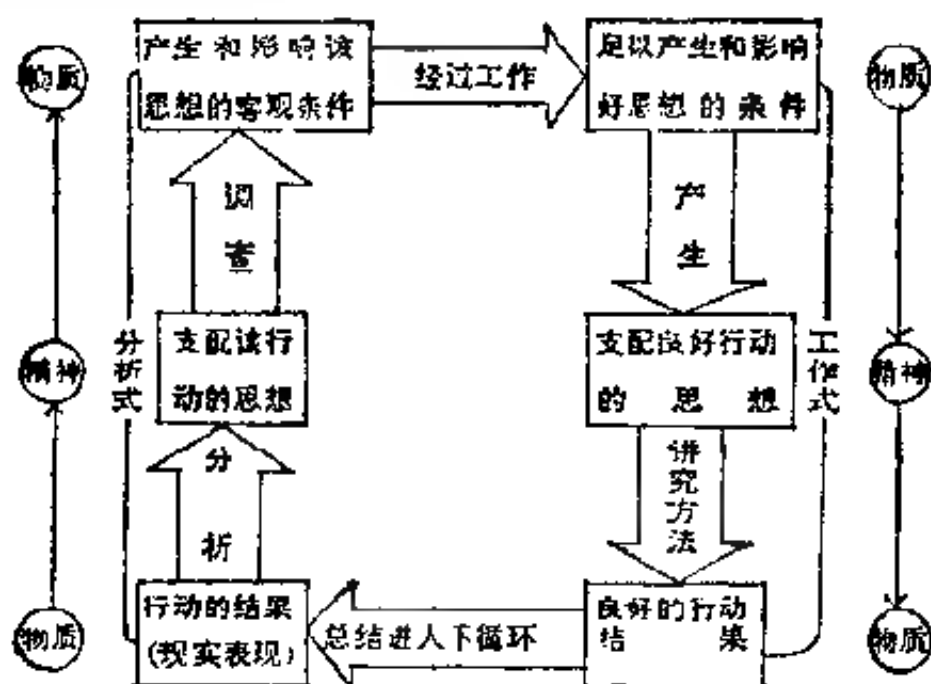 物质
产生和影响该
思想的客观条件
经过工作
足以产生和影响
好思想的条件
物质
调
查
产
生
分析式
精神
支配该行
动的思想
支配良好行动
的思想
工作式
精神
分
析
讲究方法
物质
行动的结果
(现实表现)
总结进人下循环
良好的行动
结果
物质